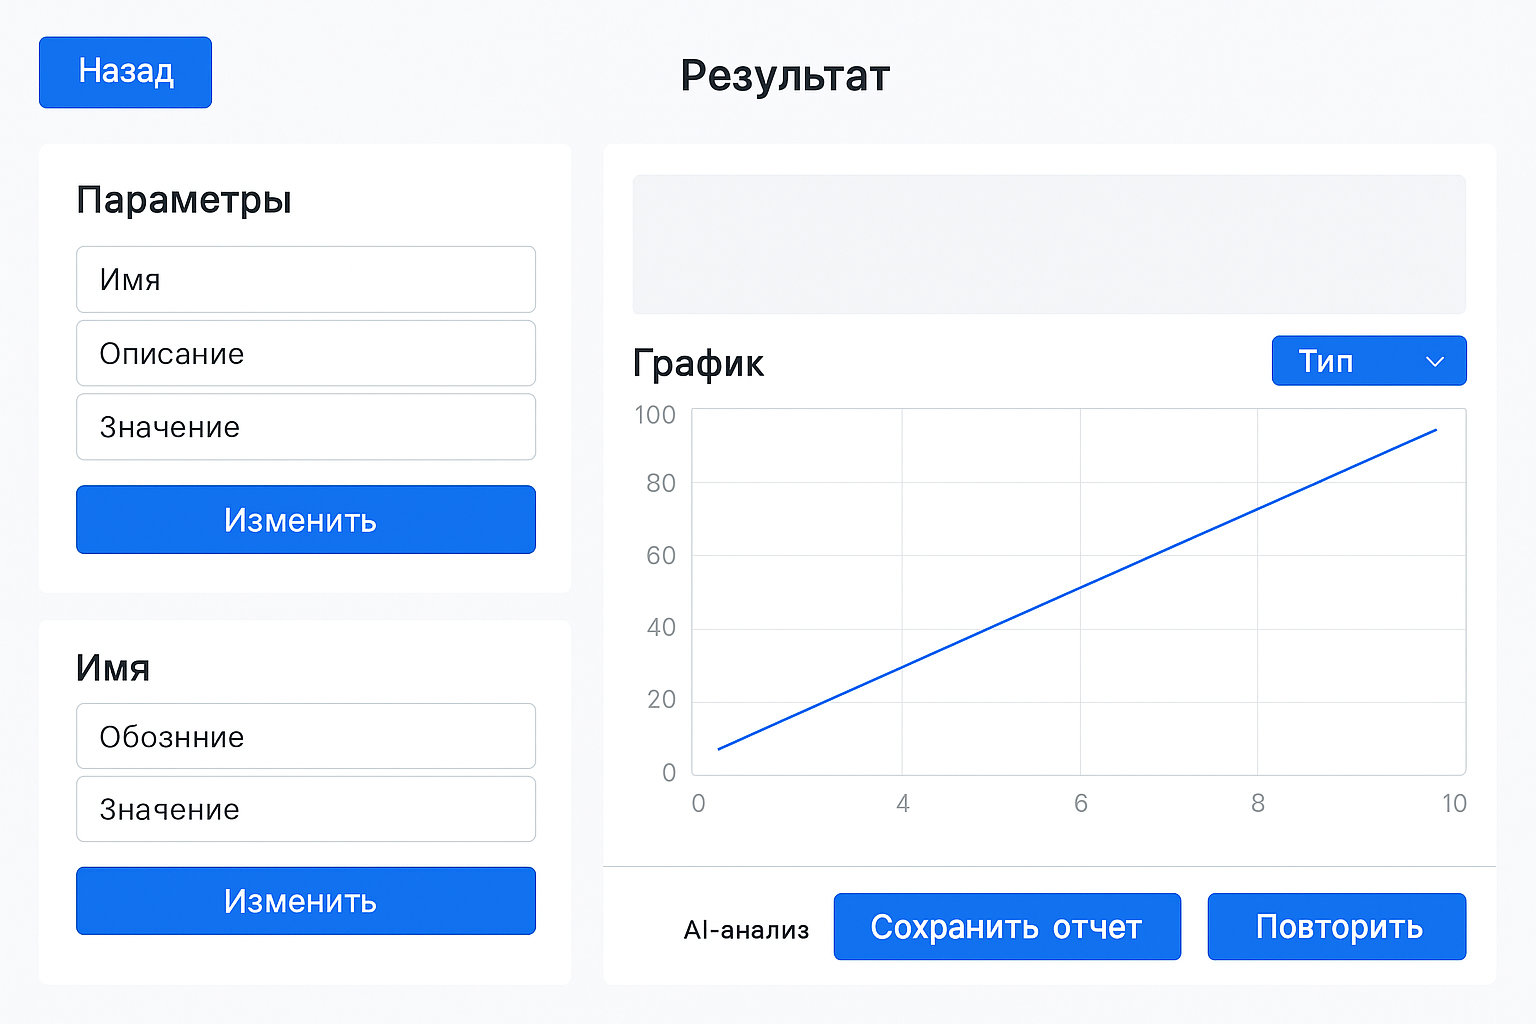 Назад
Результат
Параметры
Имя
Описание
Значение
Изменить
Имя
Обознние
Значение
Изменить
График
Тип
100
80
60
40
20
0
0 4 6 8 10
AI-анализ
Сохранить отчет
Повторить